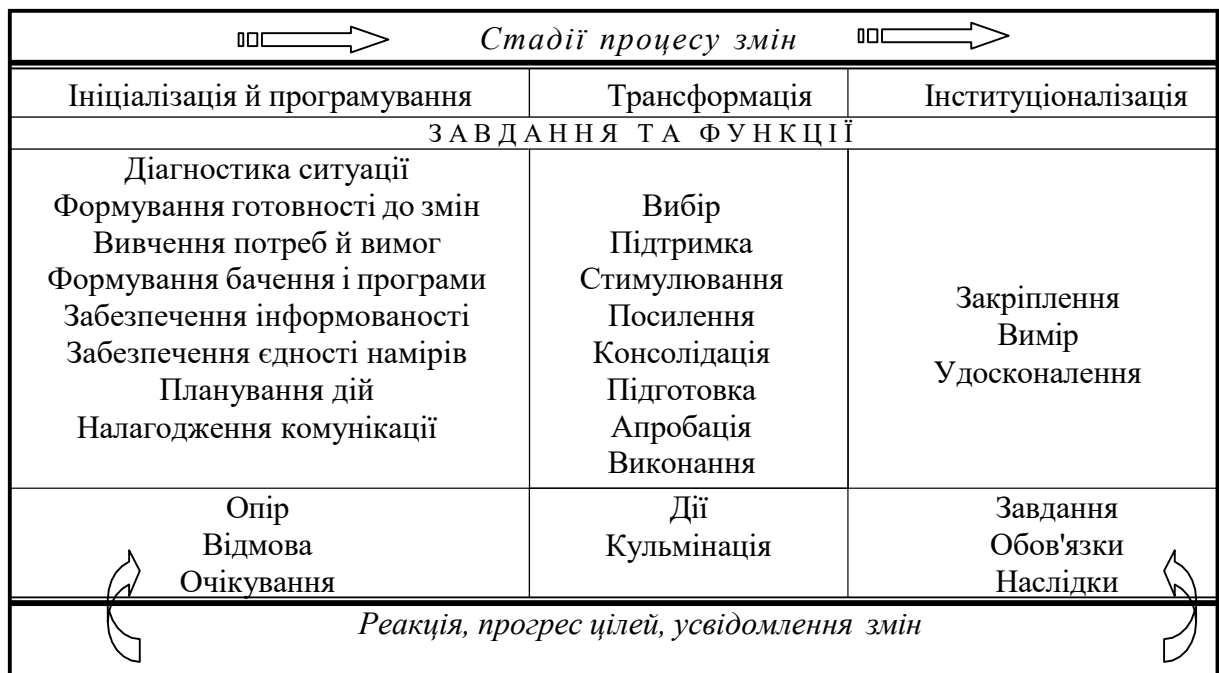 Стадії процесу змін
Ініціалізація й програмування
Трансформація
Інституціоналізація
ЗАВДАННЯ ТА ФУНКЦІЇ
Діагностика ситуації
Формування готовності до змін
Вивчення потреб й вимог
Формування бачення і програми
Забезпечення інформованості
Забезпечення єдності намірів
Планування дій
Налагодження комунікації
Вибір
Підтримка
Стимулювання
Посилення
Консолідація
Підготовка
Апробація
Виконання
Закріплення
Вимір
Удосконалення
Опір
Відмова
Очікування
Дії
Кульмінація
Завдання
Обов'язки
Наслідки
Реакція, прогрес цілей, усвідомлення змін